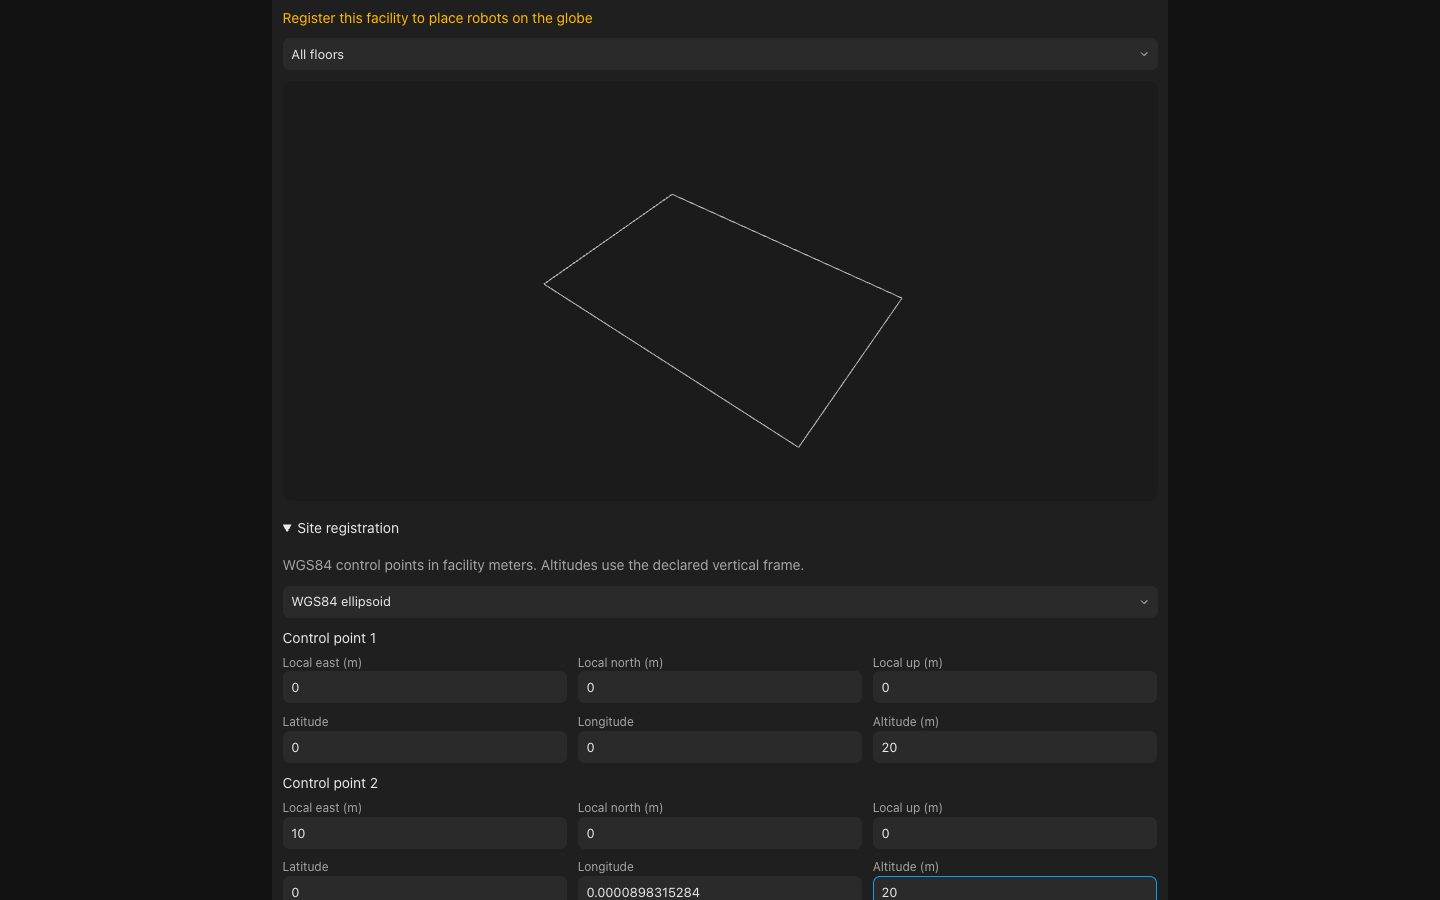 Register this facility to place robots on the globe
All floors
Site registration
WGS84 control points in facility meters. Altitudes use the declared vertical frame.
WGS84 ellipsoid
Control point 1
Local east (m) Local north (m) Local up (m)
0 0 0
Latitude Longitude Altitude (m)
0 0 20
Control point 2
Local east (m) Local north (m) Local up (m)
10 0 0
Latitude Longitude Altitude (m)
0 0.0000898315284 20